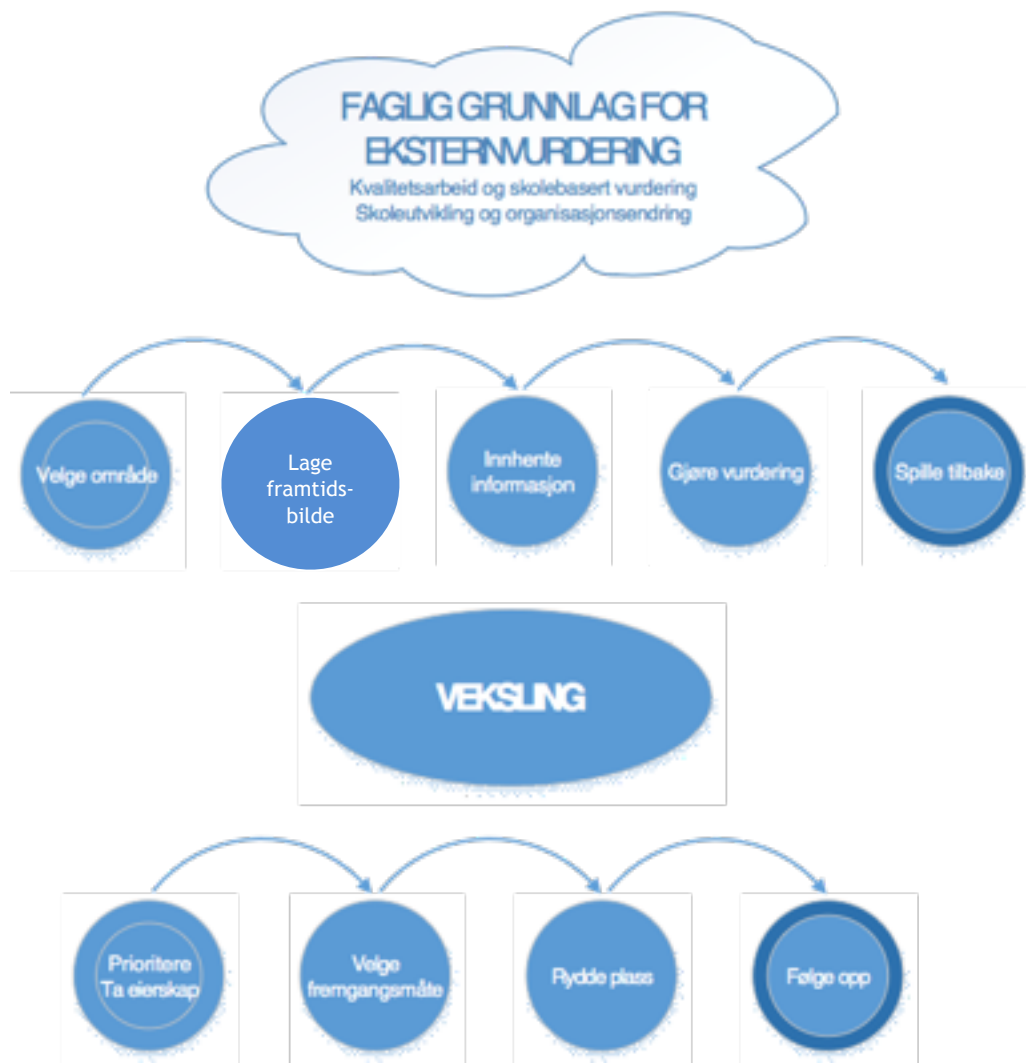 FAGLIG GRUNNLAG FOR
EKSTERNVURDERING
Kvalitetsarbeid og skolebasert vurdering
Skoleutvikling og organisasjonsendring
Velge område
Lage
framtids-
bilde
Innhente
informasjon
Gjøre vurdering
Spille tilbake
VEKSLING
Prioritere
Ta eierskap
Velge
fremgangsmåte
Rydde plass
Følge opp